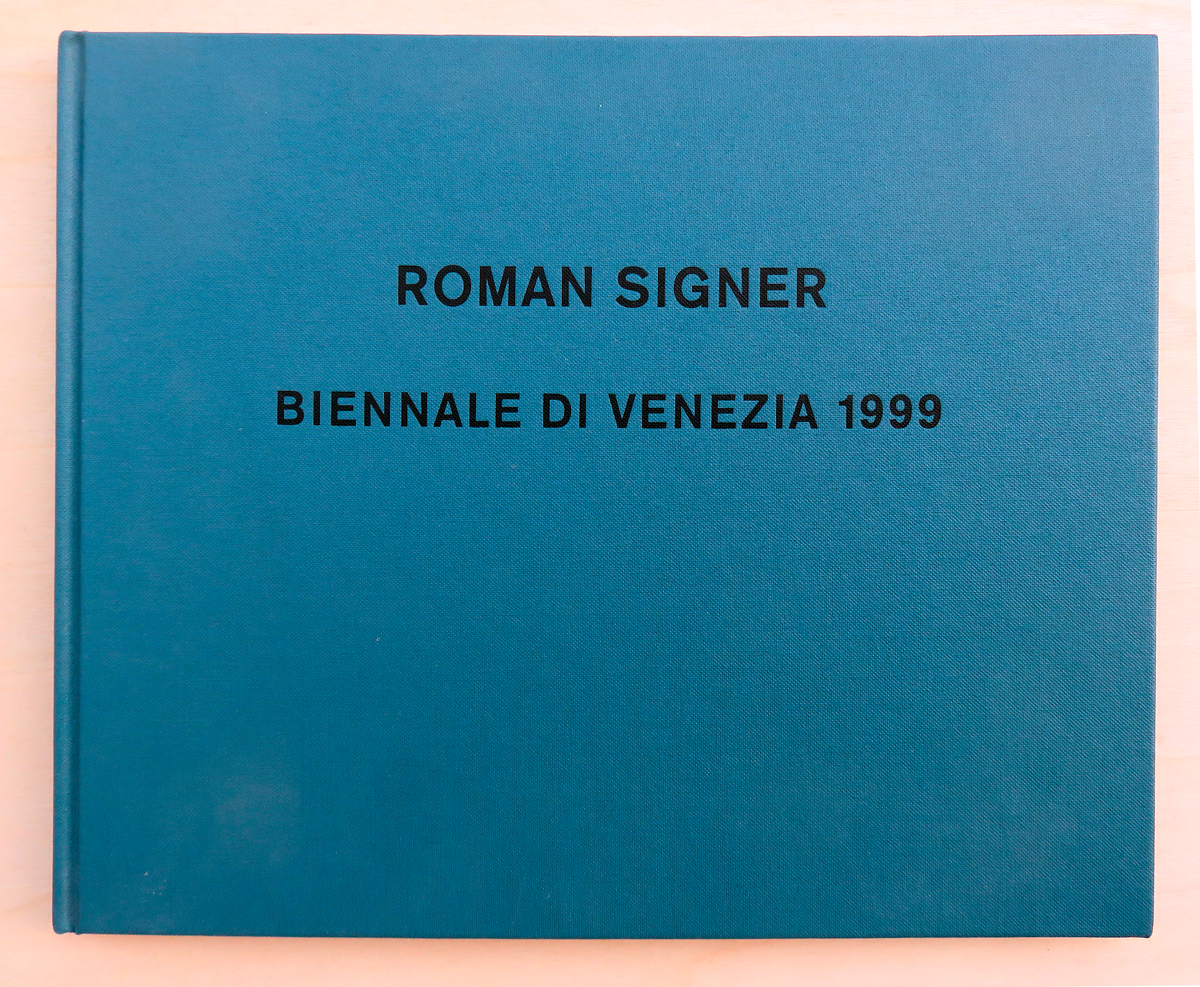 ROMAN SIGNER
BIENNALE DI VENEZIA 1999